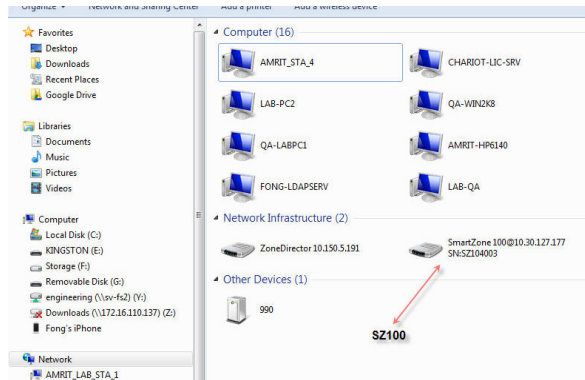 Organize
Network and Sharing Center
Add a printer
Add a wireless device
Favorites
Desktop
Downloads
Recent Places
Google Drive
Libraries
Documents
Music
Pictures
Videos
Computer
Local Disk (C:)
KINGSTON (E:)
Storage (F:)
Removable Disk (G:)
engineering (\\sv-fs2) (Y:)
Downloads (\\172.16.110.137) (Z:)
Fong's iPhone
Network
AMRIT_LAB_STA_1
Computer (16)
AMRIT_STA_4
CHARIOT-LIC-SRV
LAB-PC2
QA-WIN2K8
QA-LABPC1
AMRIT-HP6140
FONG-LDAPSERV
LAB-QA
Network Infrastructure (2)
ZoneDirector 10.150.5.191
SmartZone 100@10.30.127.177
SN:SZ104003
Other Devices (1)
990
SZ100